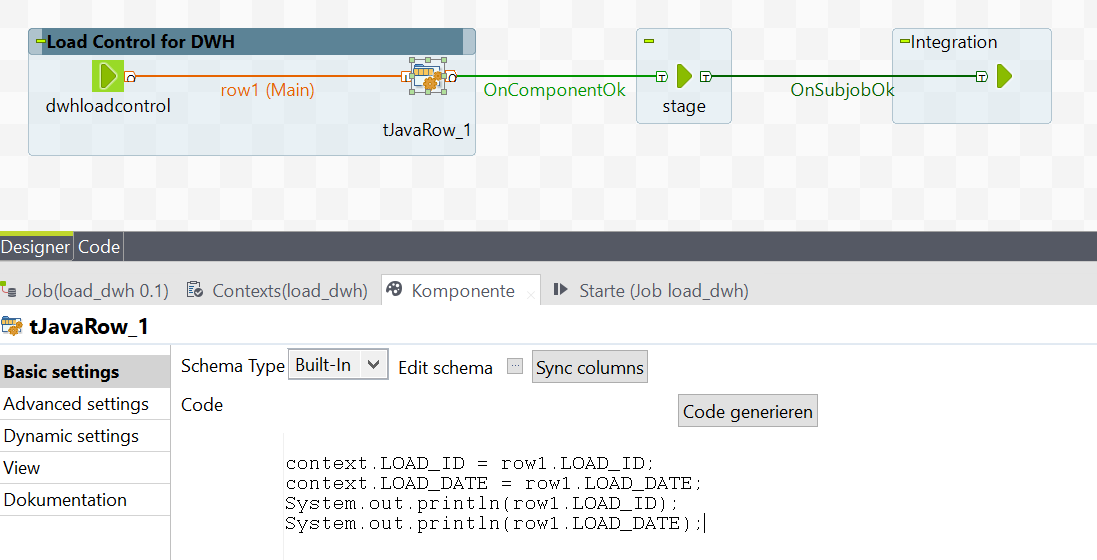 Load Control for DWH
Integration
row1 (Main)
OnComponentOk
OnSubjobOk
dwhloadcontrol
stage
tJavaRow_1
Designer
Code
Job(load_dwh 0.1)
Contexts(load_dwh)
Komponente
Starte (Job load_dwh)
tJavaRow_1
Basic settings
Advanced settings
Dynamic settings
View
Dokumentation
Schema Type
Built-In
Edit schema
...
Sync columns
Code
Code generieren
context.LOAD_ID = row1.LOAD_ID;
context.LOAD_DATE = row1.LOAD_DATE;
System.out.println(row1.LOAD_ID);
System.out.println(row1.LOAD_DATE);